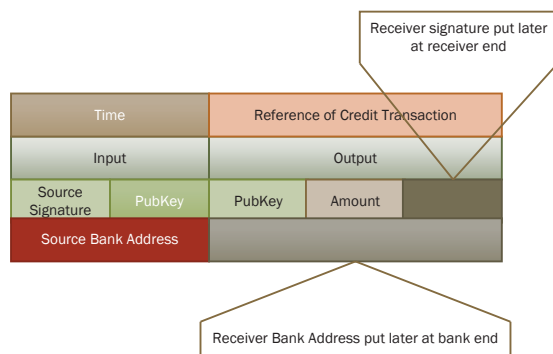 Receiver signature put later
at receiver end
Time
Reference of Credit Transaction
Input
Output
Source
Signature
PubKey
PubKey
Amount
Source Bank Address
Receiver Bank Address put later at bank end